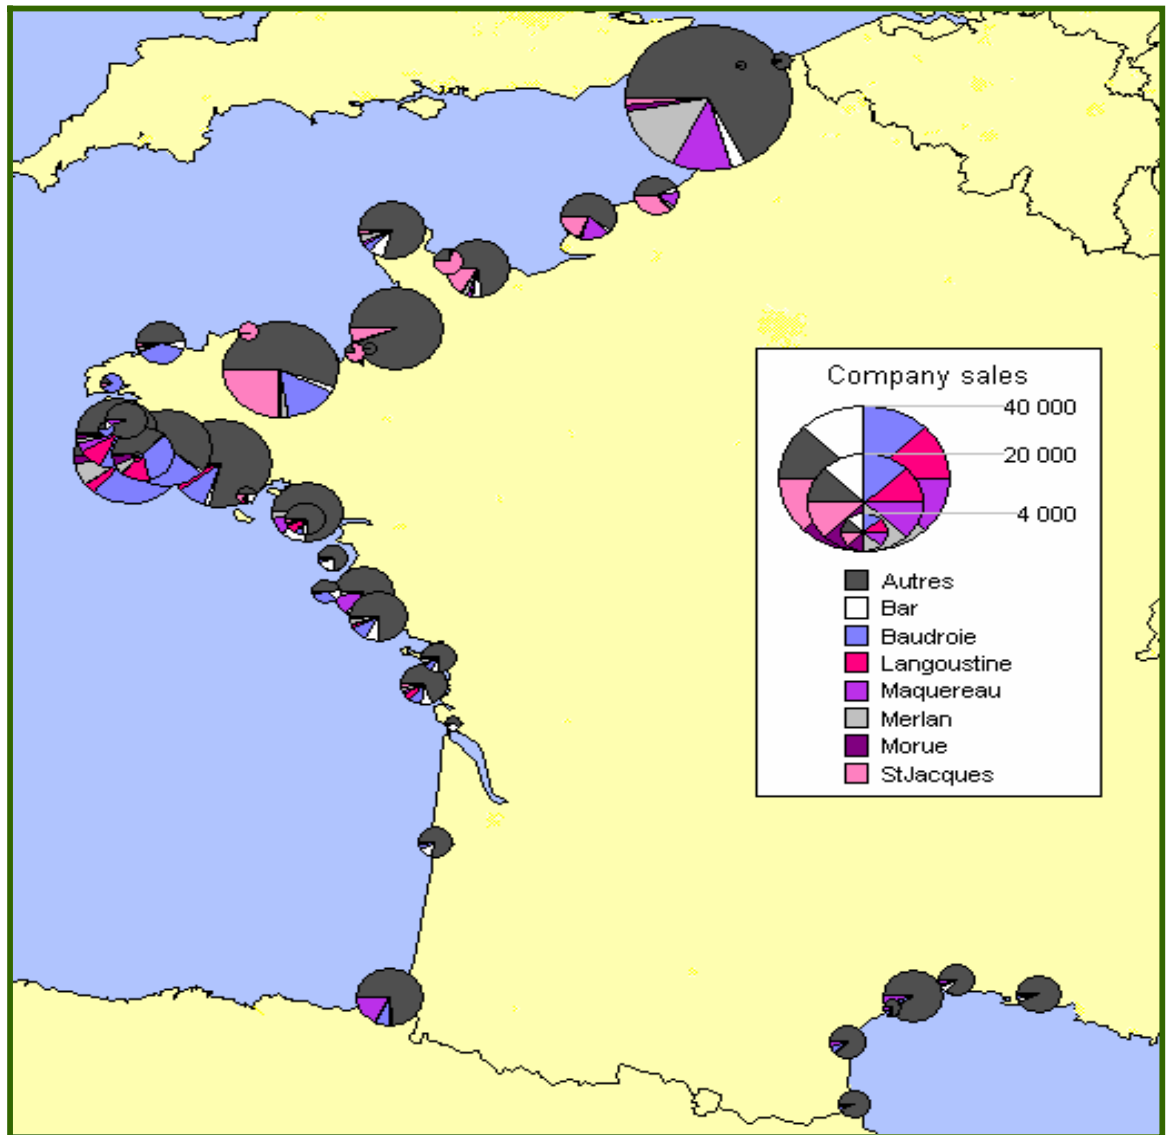 Company sales
40 000
20 000
4 000
Autres
Bar
Baudroie
Langoustine
Maquereau
Merlan
Morue
StJacques